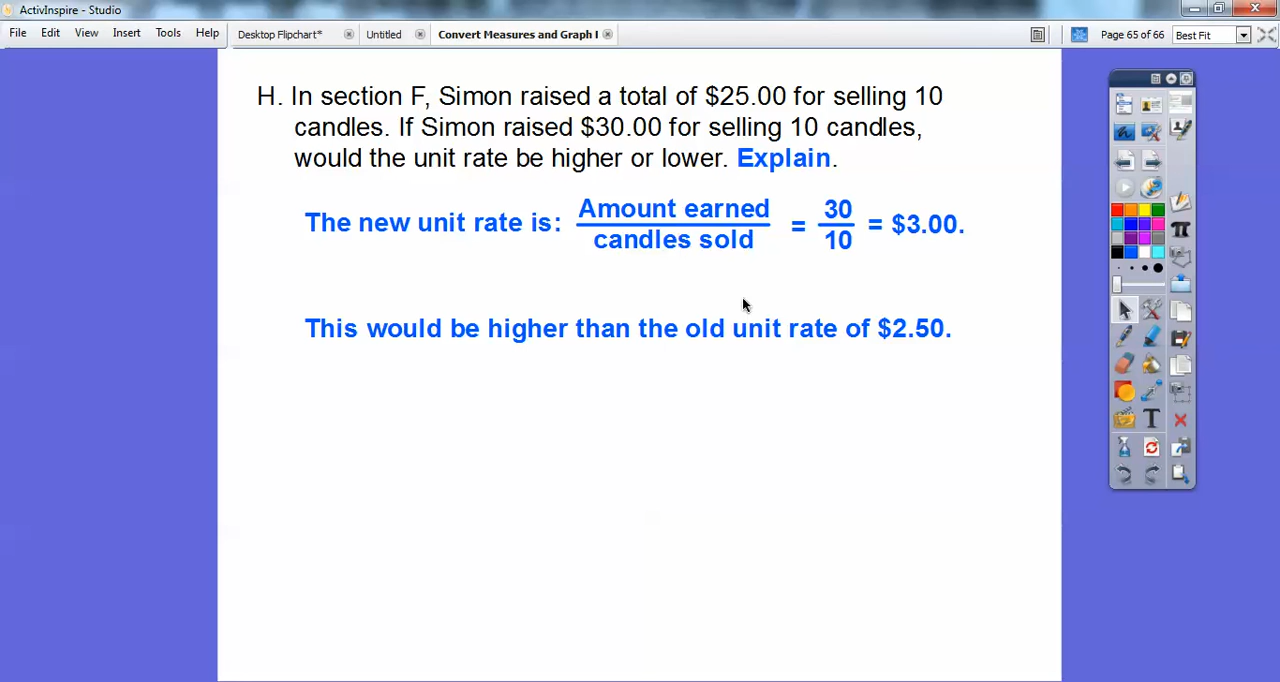 ActivInspire - Studio
File Edit View Insert Tools Help Desktop Flipchart* Untitled Convert Measures and Graph I Page 65 of 66 Best Fit
H. In section F, Simon raised a total of $25.00 for selling 10
candles. If Simon raised $30.00 for selling 10 candles,
would the unit rate be higher or lower. Explain.
The new unit rate is: Amount earned = 30 = $3.00.
candles sold 10
This would be higher than the old unit rate of $2.50.